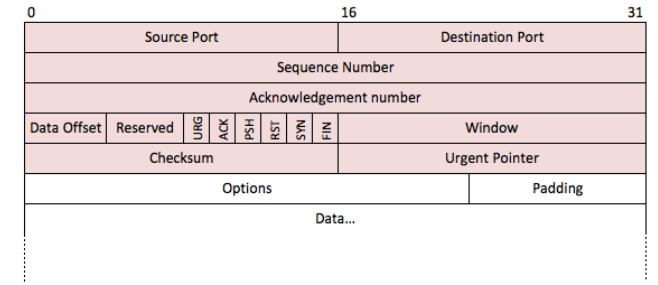 0 16 31
Source Port Destination Port
Sequence Number
Acknowledgement number
Data Offset Reserved URG ACK PSH RST SYN FIN Window
Checksum Urgent Pointer
Options Padding
Data...